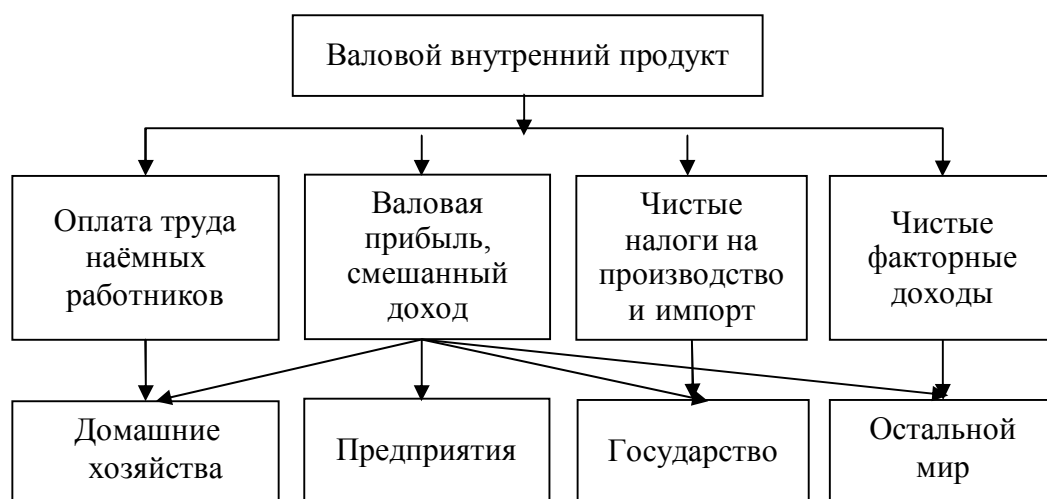 Валовой внутренний продукт
Оплата труда
наёмных
работников
Валовая
прибыль,
смешанный
доход
Чистые
налоги на
производство
и импорт
Чистые
факторные
доходы
Домашние
хозяйства
Предприятия
Государство
Остальной
мир